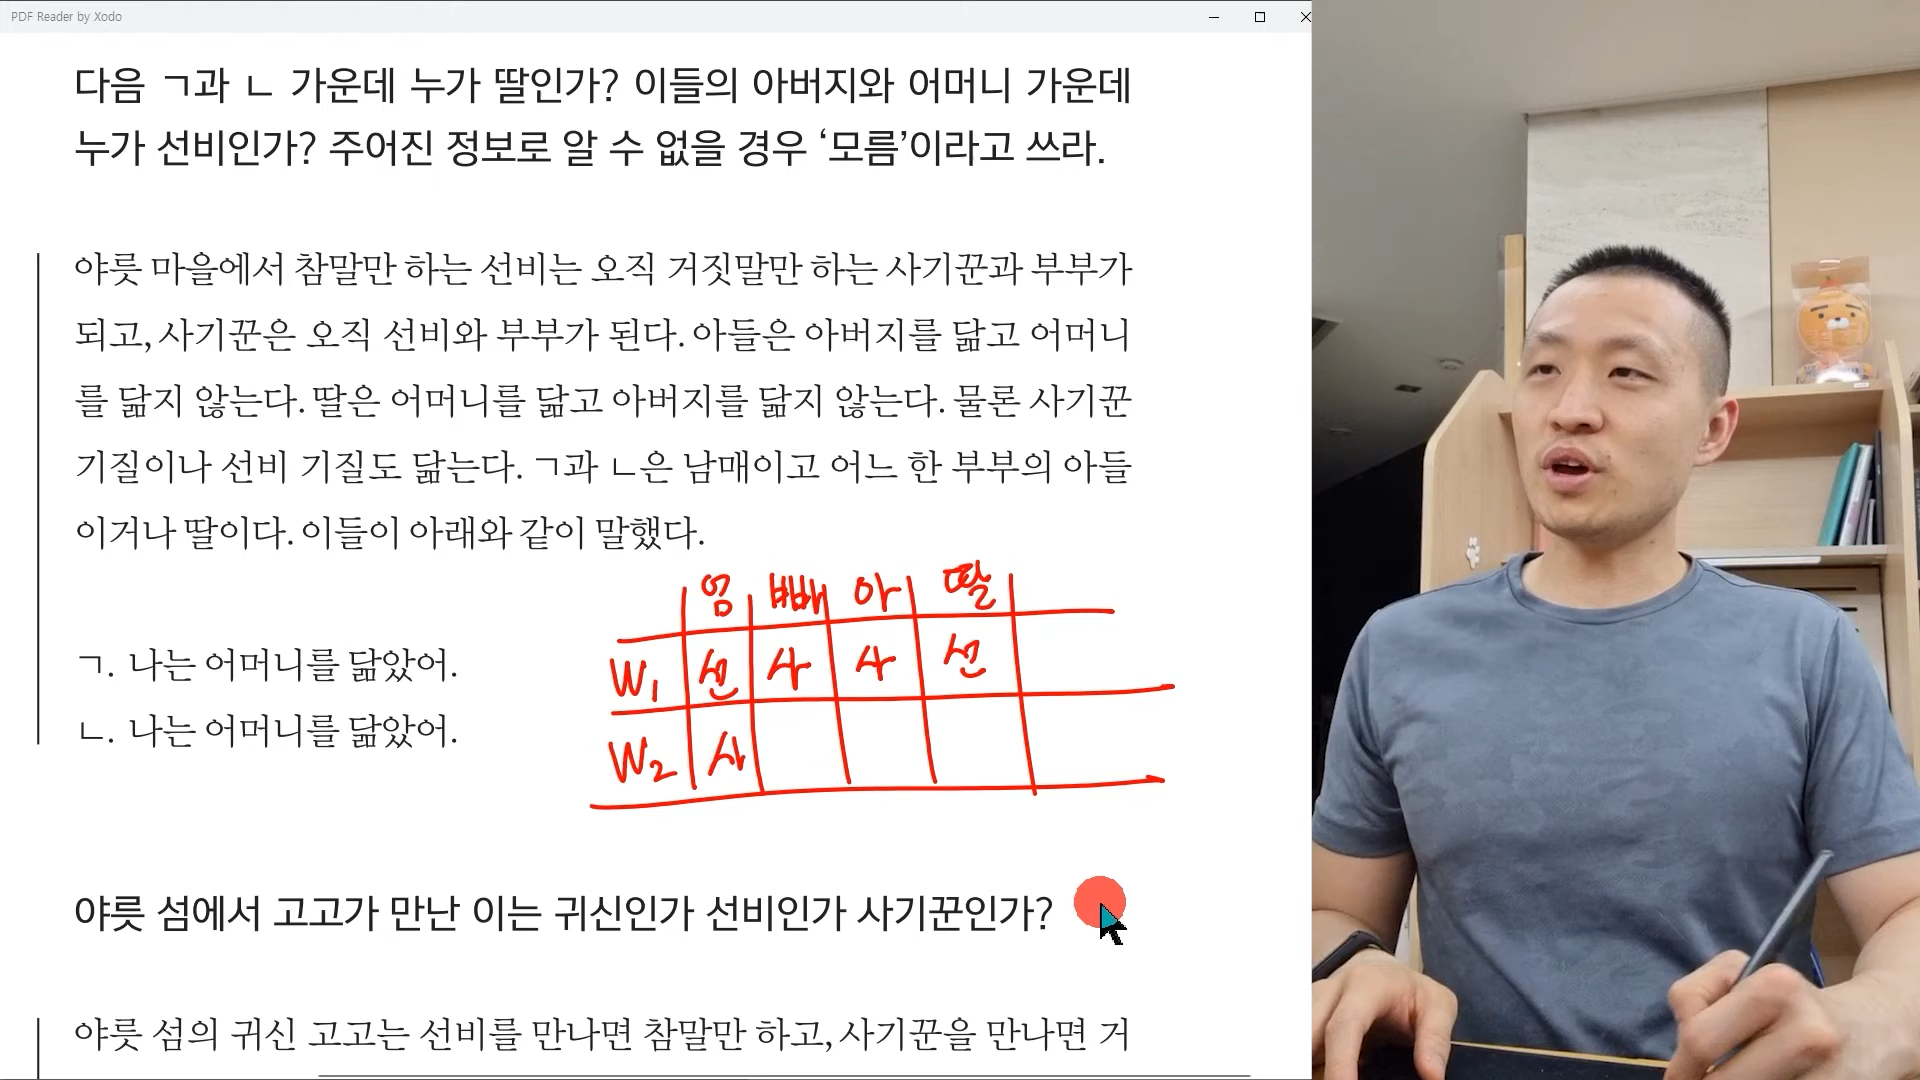 PDF Reader by Xodo
다음 ㄱ과 ㄴ 가운데 누가 딸인가? 이들의 아버지와 어머니 가운데
누가 선비인가? 주어진 정보로 알 수 없을 경우 ‘모름’이라고 쓰라.
야릇 마을에서 참말만 하는 선비는 오직 거짓말만 하는 사기꾼과 부부가
되고, 사기꾼은 오직 선비와 부부가 된다. 아들은 아버지를 닮고 어머니
를 닮지 않는다. 딸은 어머니를 닮고 아버지를 닮지 않는다. 물론 사기꾼
기질이나 선비 기질도 닮는다. ㄱ과 ㄴ은 남매이고 어느 한 부부의 아들
이거나 딸이다. 이들이 아래와 같이 말했다.
ㄱ. 나는 어머니를 닮았어.
ㄴ. 나는 어머니를 닮았어.
엄 빠 아 딸
W1 선 사 사 선
W2 사
야릇 섬에서 고고가 만난 이는 귀신인가 선비인가 사기꾼인가?
야릇 섬의 귀신 고고는 선비를 만나면 참말만 하고, 사기꾼을 만나면 거